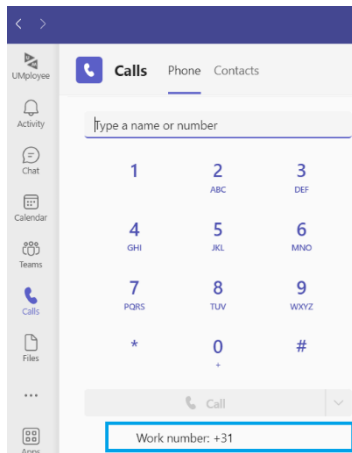 < >
UMployee
Activity
Chat
Calendar
Teams
Calls
Files
...
Apps
Calls Phone Contacts
Type a name or number
1 2 3
ABC DEF
4 5 6
GHI JKL MNO
7 8 9
PQRS TUV WXYZ
* 0 #
+
Call
Work number: +31